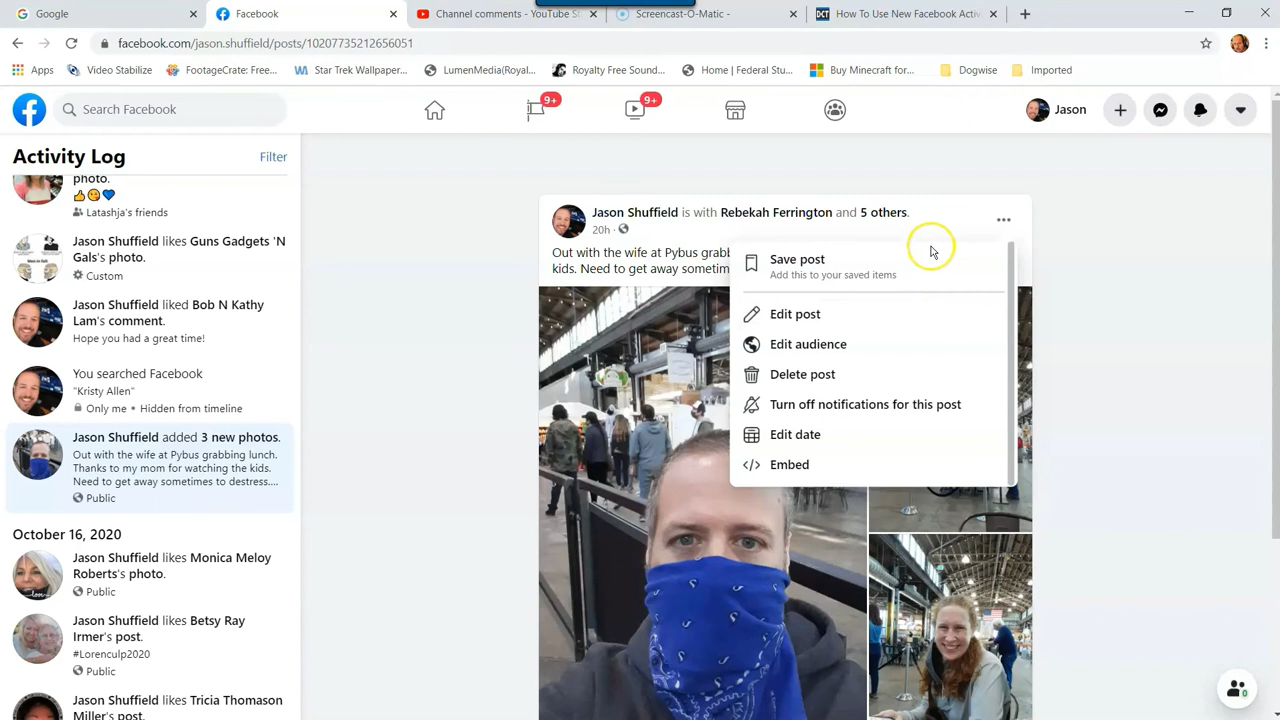 Google
Facebook
Channel comments - YouTube St
Screencast-O-Matic -
How To Use New Facebook Activ
facebook.com/jason.shuffield/posts/10207735212656051
Apps
Video Stabilize
FootageCrate: Free...
Star Trek Wallpaper...
LumenMedia(Royal...
Royalty Free Sound...
Home | Federal Stu...
Buy Minecraft for...
Dogwise
Imported
Search Facebook
9+
9+
Jason
Activity Log
Filter
photo.
Latashja's friends
Jason Shuffield likes Guns Gadgets 'N
Gals's photo.
Custom
Jason Shuffield liked Bob N Kathy
Lam's comment.
Hope you had a great time!
You searched Facebook
"Kristy Allen"
Only me • Hidden from timeline
Jason Shuffield added 3 new photos.
Out with the wife at Pybus grabbing lunch.
Thanks to my mom for watching the kids.
Need to get away sometimes to destress....
Public
October 16, 2020
Jason Shuffield likes Monica Meloy
Roberts's photo.
Public
Jason Shuffield likes Betsy Ray
Irmer's post.
#Lorenculp2020
Public
Jason Shuffield likes Tricia Thomason
Miller's post.
Jason Shuffield is with Rebekah Ferrington and 5 others.
20h ·
Out with the wife at Pybus grabb
kids. Need to get away sometim
Save post
Add this to your saved items
Edit post
Edit audience
Delete post
Turn off notifications for this post
Edit date
Embed
0